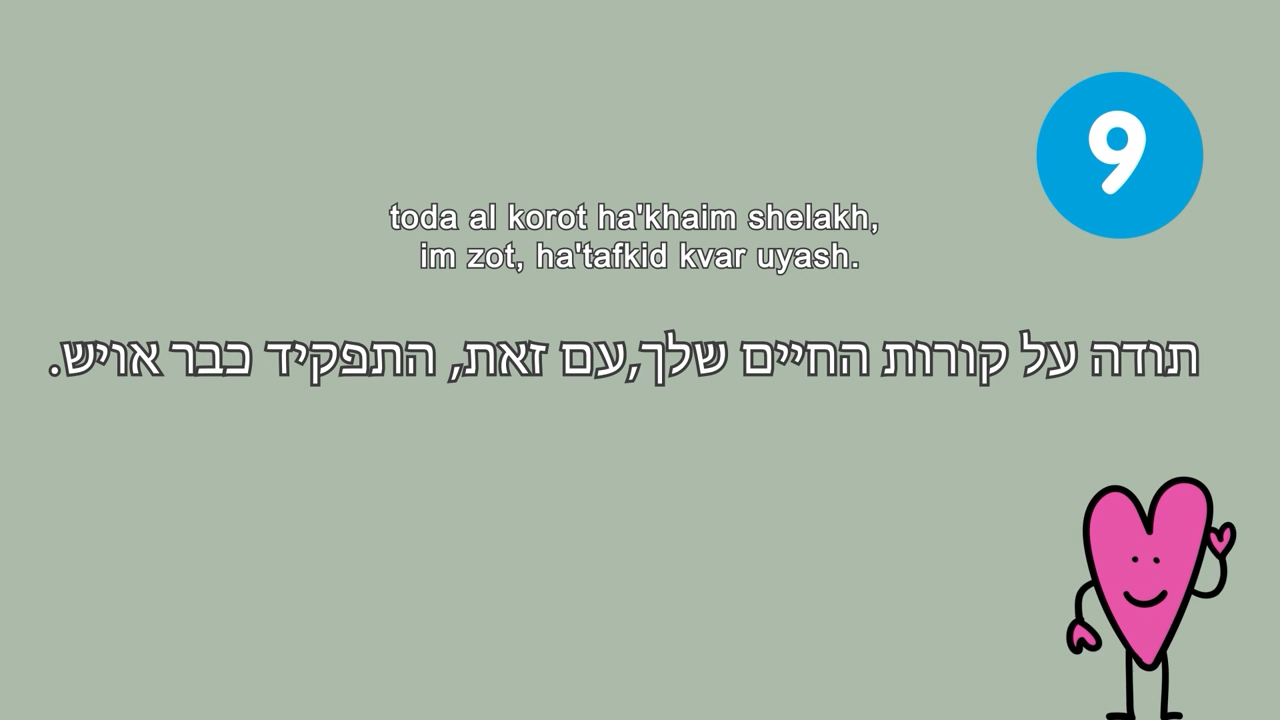 9
toda al korot ha'khaim shelakh,
im zot, ha'tafkid kvar uyash.
תודה על קורות החיים שלך,עם זאת, התפקיד כבר אויש.